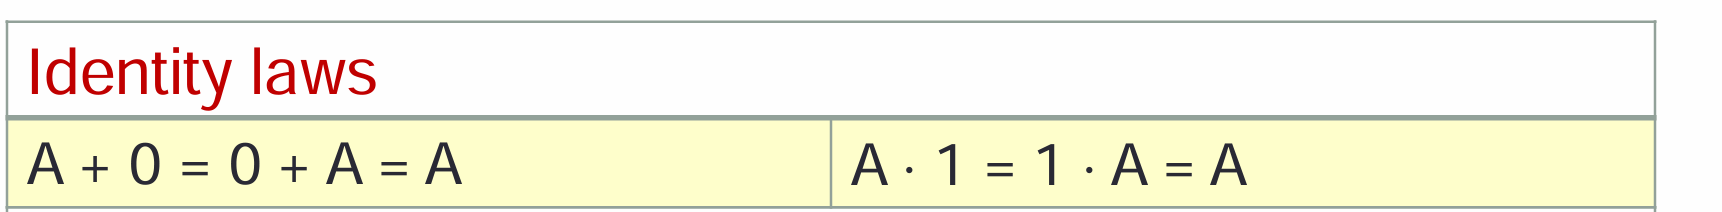 Identity laws
A + 0 = 0 + A = A
A · 1 = 1 · A = A